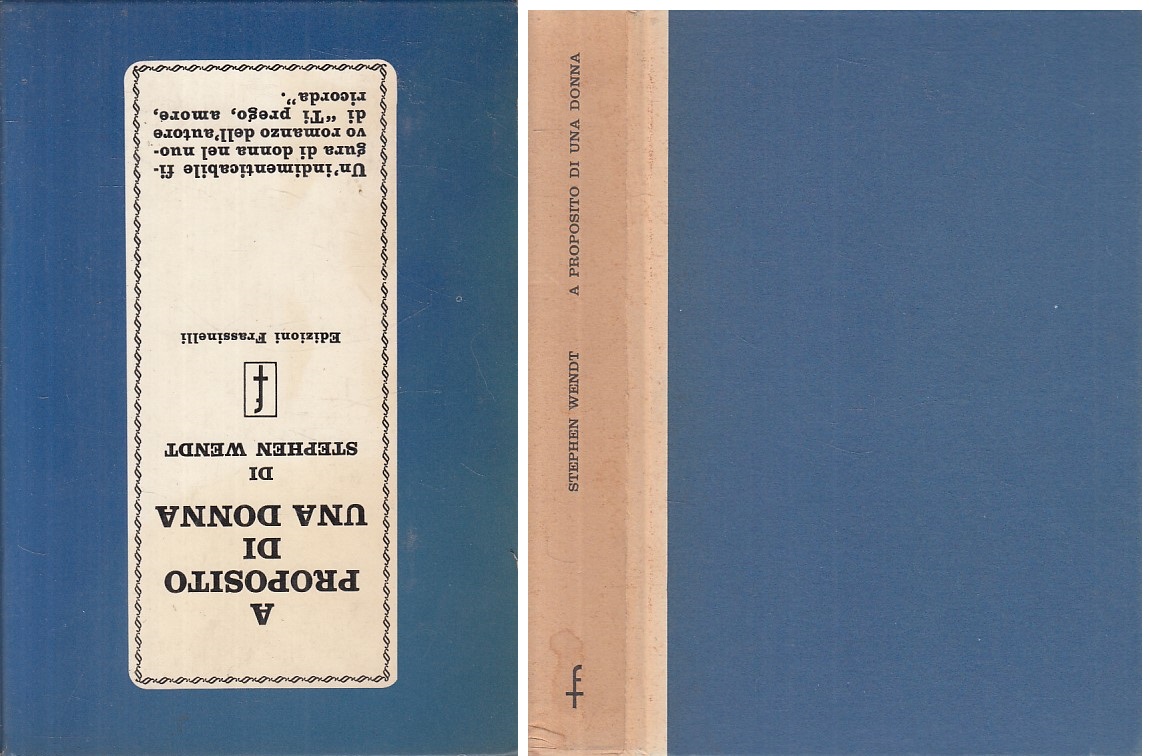 A
PROPOSITO
DI
UNA DONNA
DI
STEPHEN WENDT
f
Edizioni Frassinelli
Un'indimenticabile fi-
gura di donna nel nuo-
vo romanzo dell'autore
di “Ti prego, amore,
ricorda”.
STEPHEN WENDT A PROPOSITO DI UNA DONNA
f